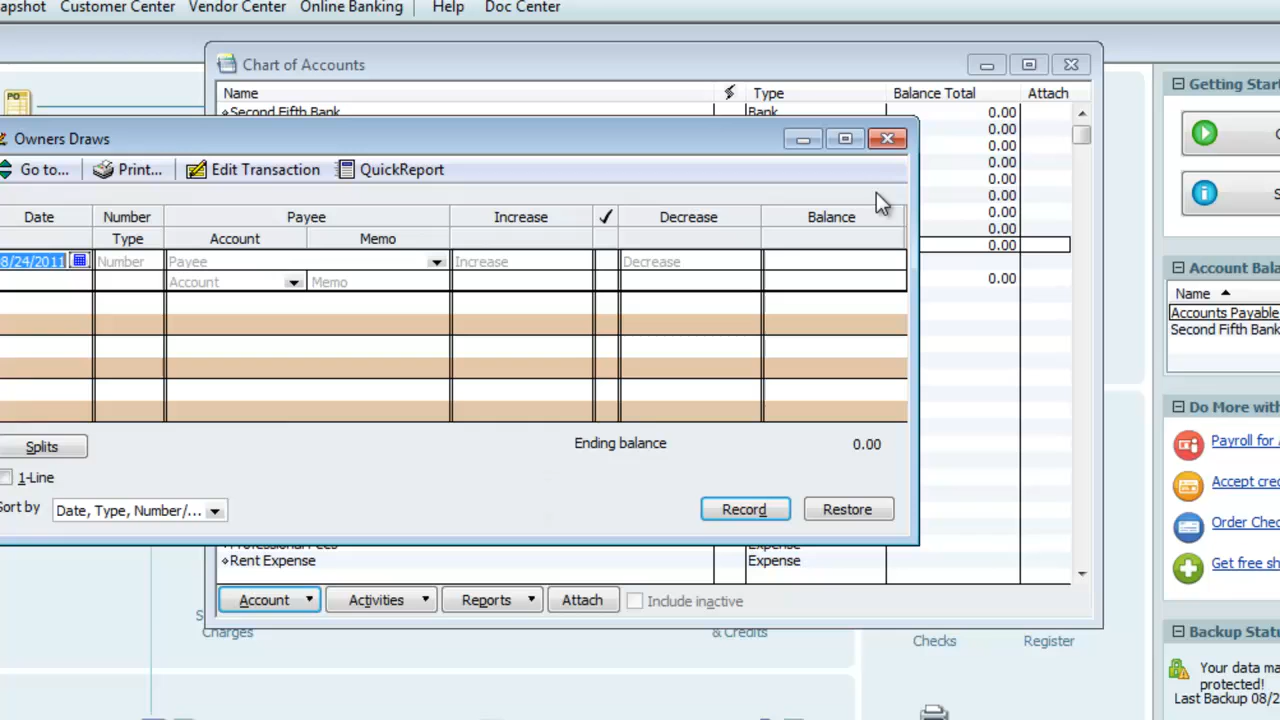 apshot Customer Center Vendor Center Online Banking Help Doc Center
Chart of Accounts
Name Type Balance Total Attach
Second Fifth Bank Bank 0.00
0.00
0.00
0.00
0.00
0.00
0.00
0.00
0.00
0.00
PO
Owners Draws
Go to... Print... Edit Transaction QuickReport
Date Number Payee Increase ✓ Decrease Balance
Type Account Memo
8/24/2011 Number Payee Increase Decrease
Account Memo
Splits
Ending balance 0.00
1-Line
Sort by Date, Type, Number/...
Record Restore
Professional Fees Expense
Rent Expense Expense
Account Activities Reports Attach Include inactive
Charges
& Credits
Checks
Register
Getting Start
Account Bala
Name
Accounts Payable
Second Fifth Bank
Do More with
Payroll for
Accept cred
Order Chec
Get free sh
Backup Statu
Your data ma
protected!
Last Backup 08/2